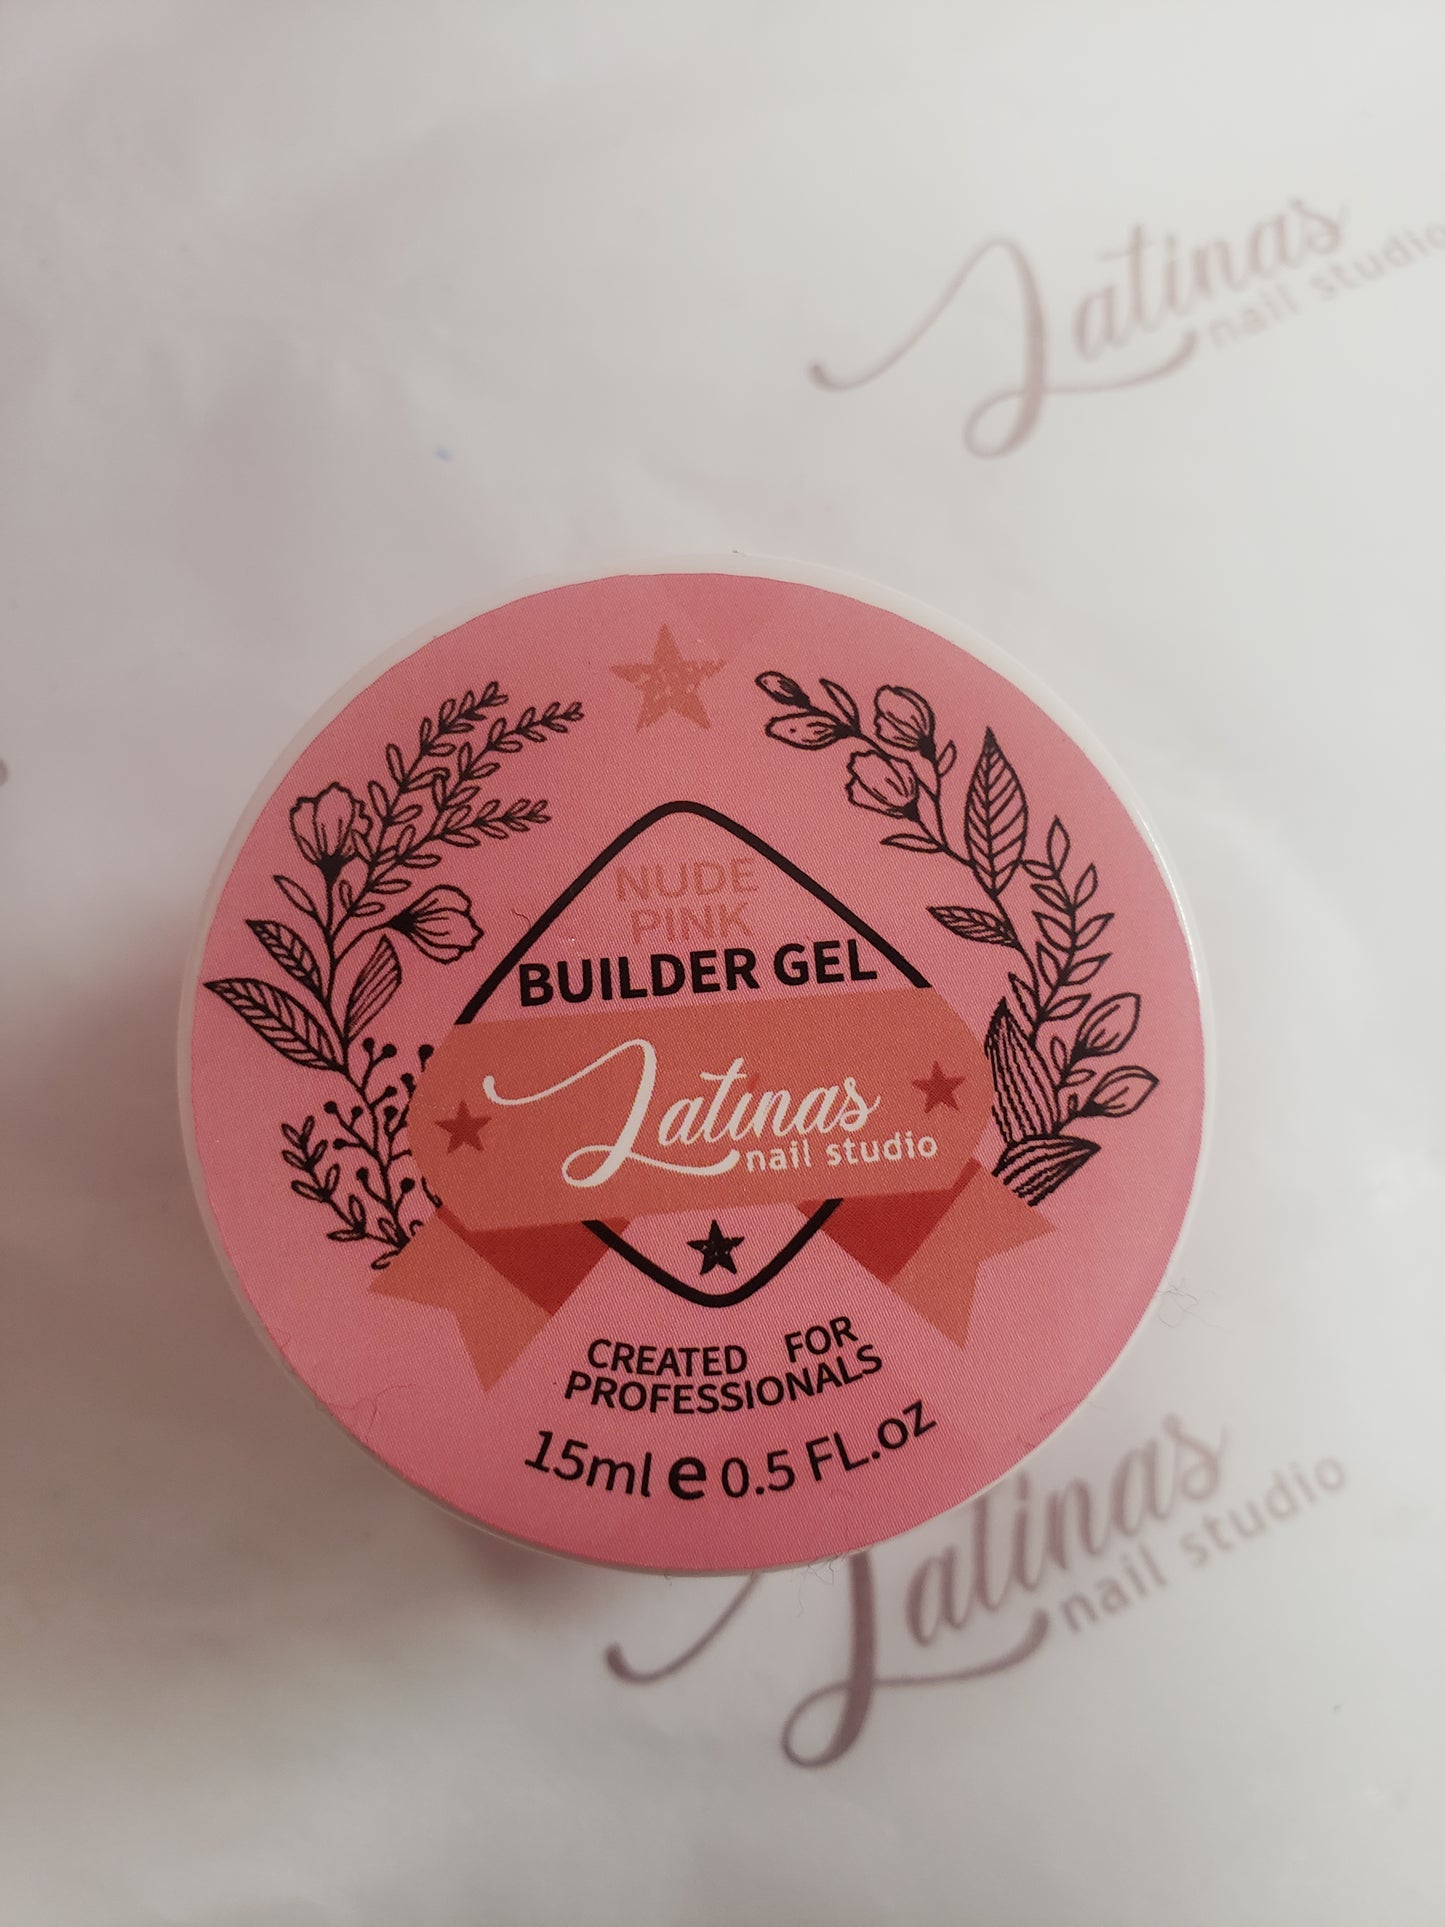 Latinas
nail studio
NUDE
PINK
BUILDER GEL
Latinas
nail studio
CREATED FOR
PROFESSIONALS
15ml e 0.5 FL.oz
Latinas
nail studio